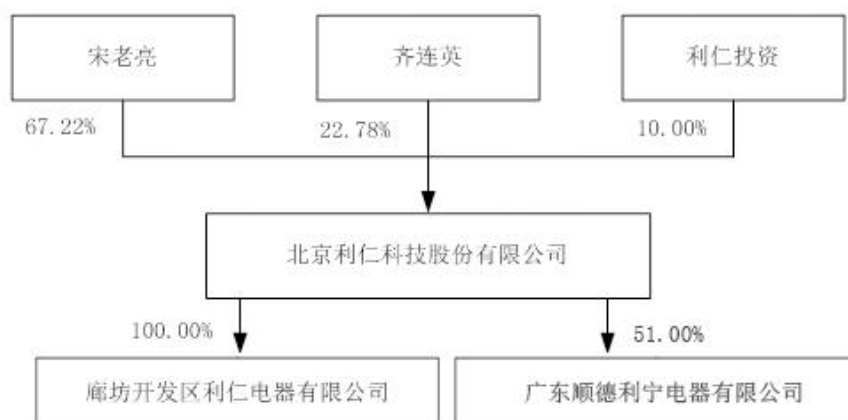 宋老亮
齐连英
利仁投资
67.22%
22.78%
10.00%
北京利仁科技股份有限公司
100.00%
51.00%
廊坊开发区利仁电器有限公司
广东顺德利宁电器有限公司